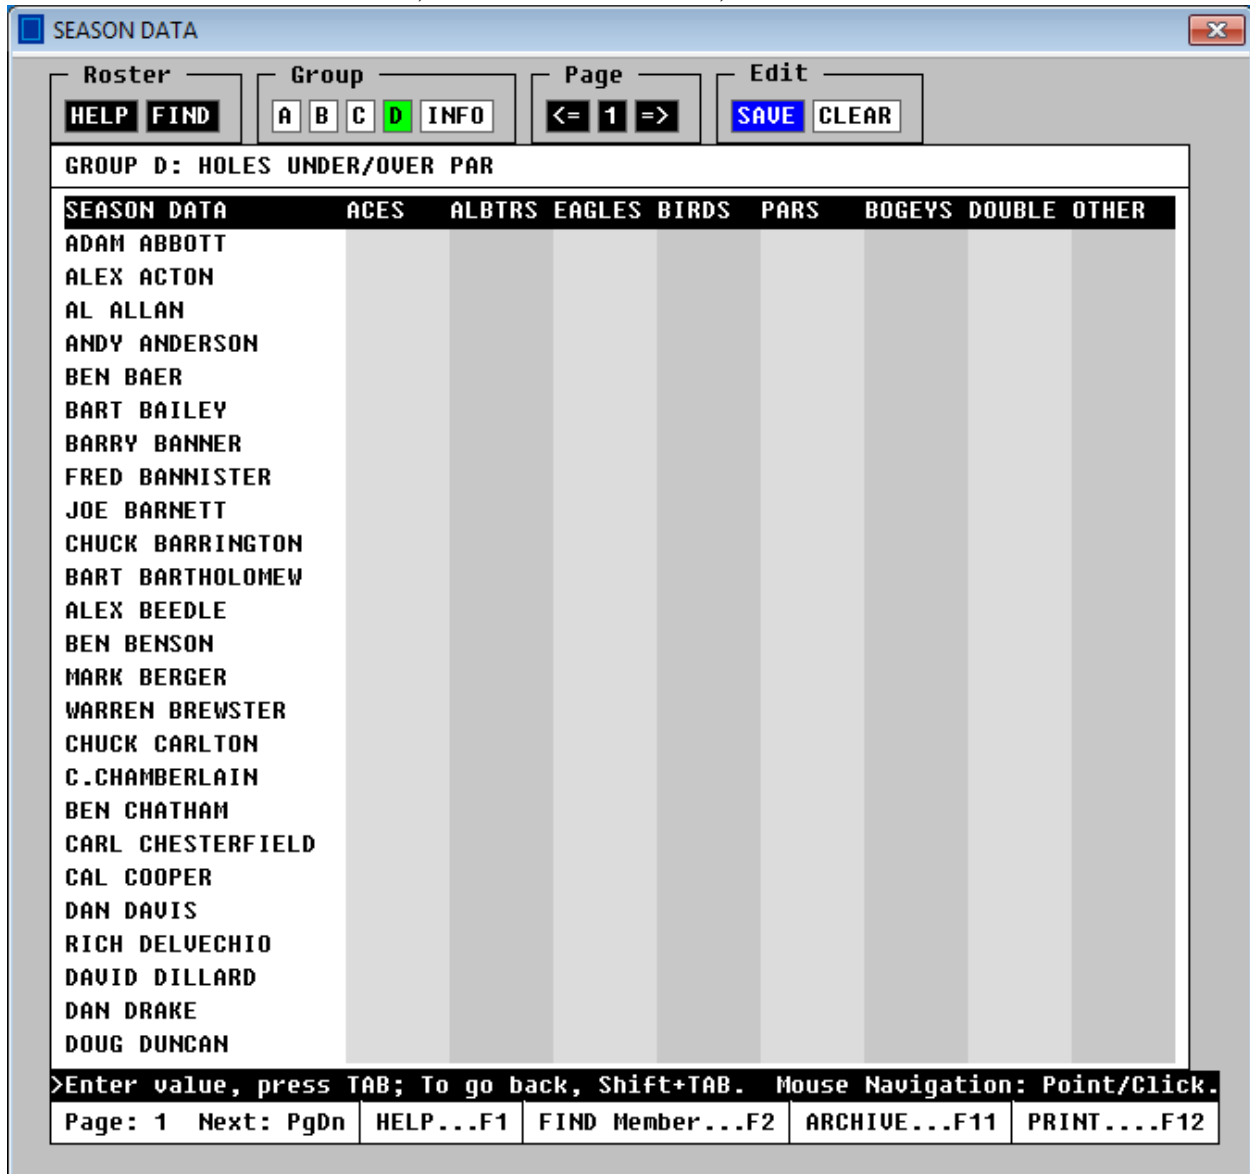 SEASON DATA
Roster Group Page Edit
HELP FIND A B C D INFO <= 1 => SAVE CLEAR
GROUP D: HOLES UNDER/OVER PAR
SEASON DATA ACES ALBTRS EAGLES BIRDS PARS BOGEYS DOUBLE OTHER
ADAM ABBOTT
ALEX ACTON
AL ALLAN
ANDY ANDERSON
BEN BAER
BART BAILEY
BARRY BANNER
FRED BANNISTER
JOE BARNETT
CHUCK BARRINGTON
BART BARTHOLOMEW
ALEX BEEDLE
BEN BENSON
MARK BERGER
WARREN BREWSTER
CHUCK CARLTON
C.CHAMBERLAIN
BEN CHATHAM
CARL CHESTERFIELD
CAL COOPER
DAN DAVIS
RICH DELVECHIO
DAVID DILLARD
DAN DRAKE
DOUG DUNCAN
>Enter value, press TAB; To go back, Shift+TAB. Mouse Navigation: Point/Click.
Page: 1 Next: PgDn HELP...F1 FIND Member...F2 ARCHIVE...F11 PRINT....F12